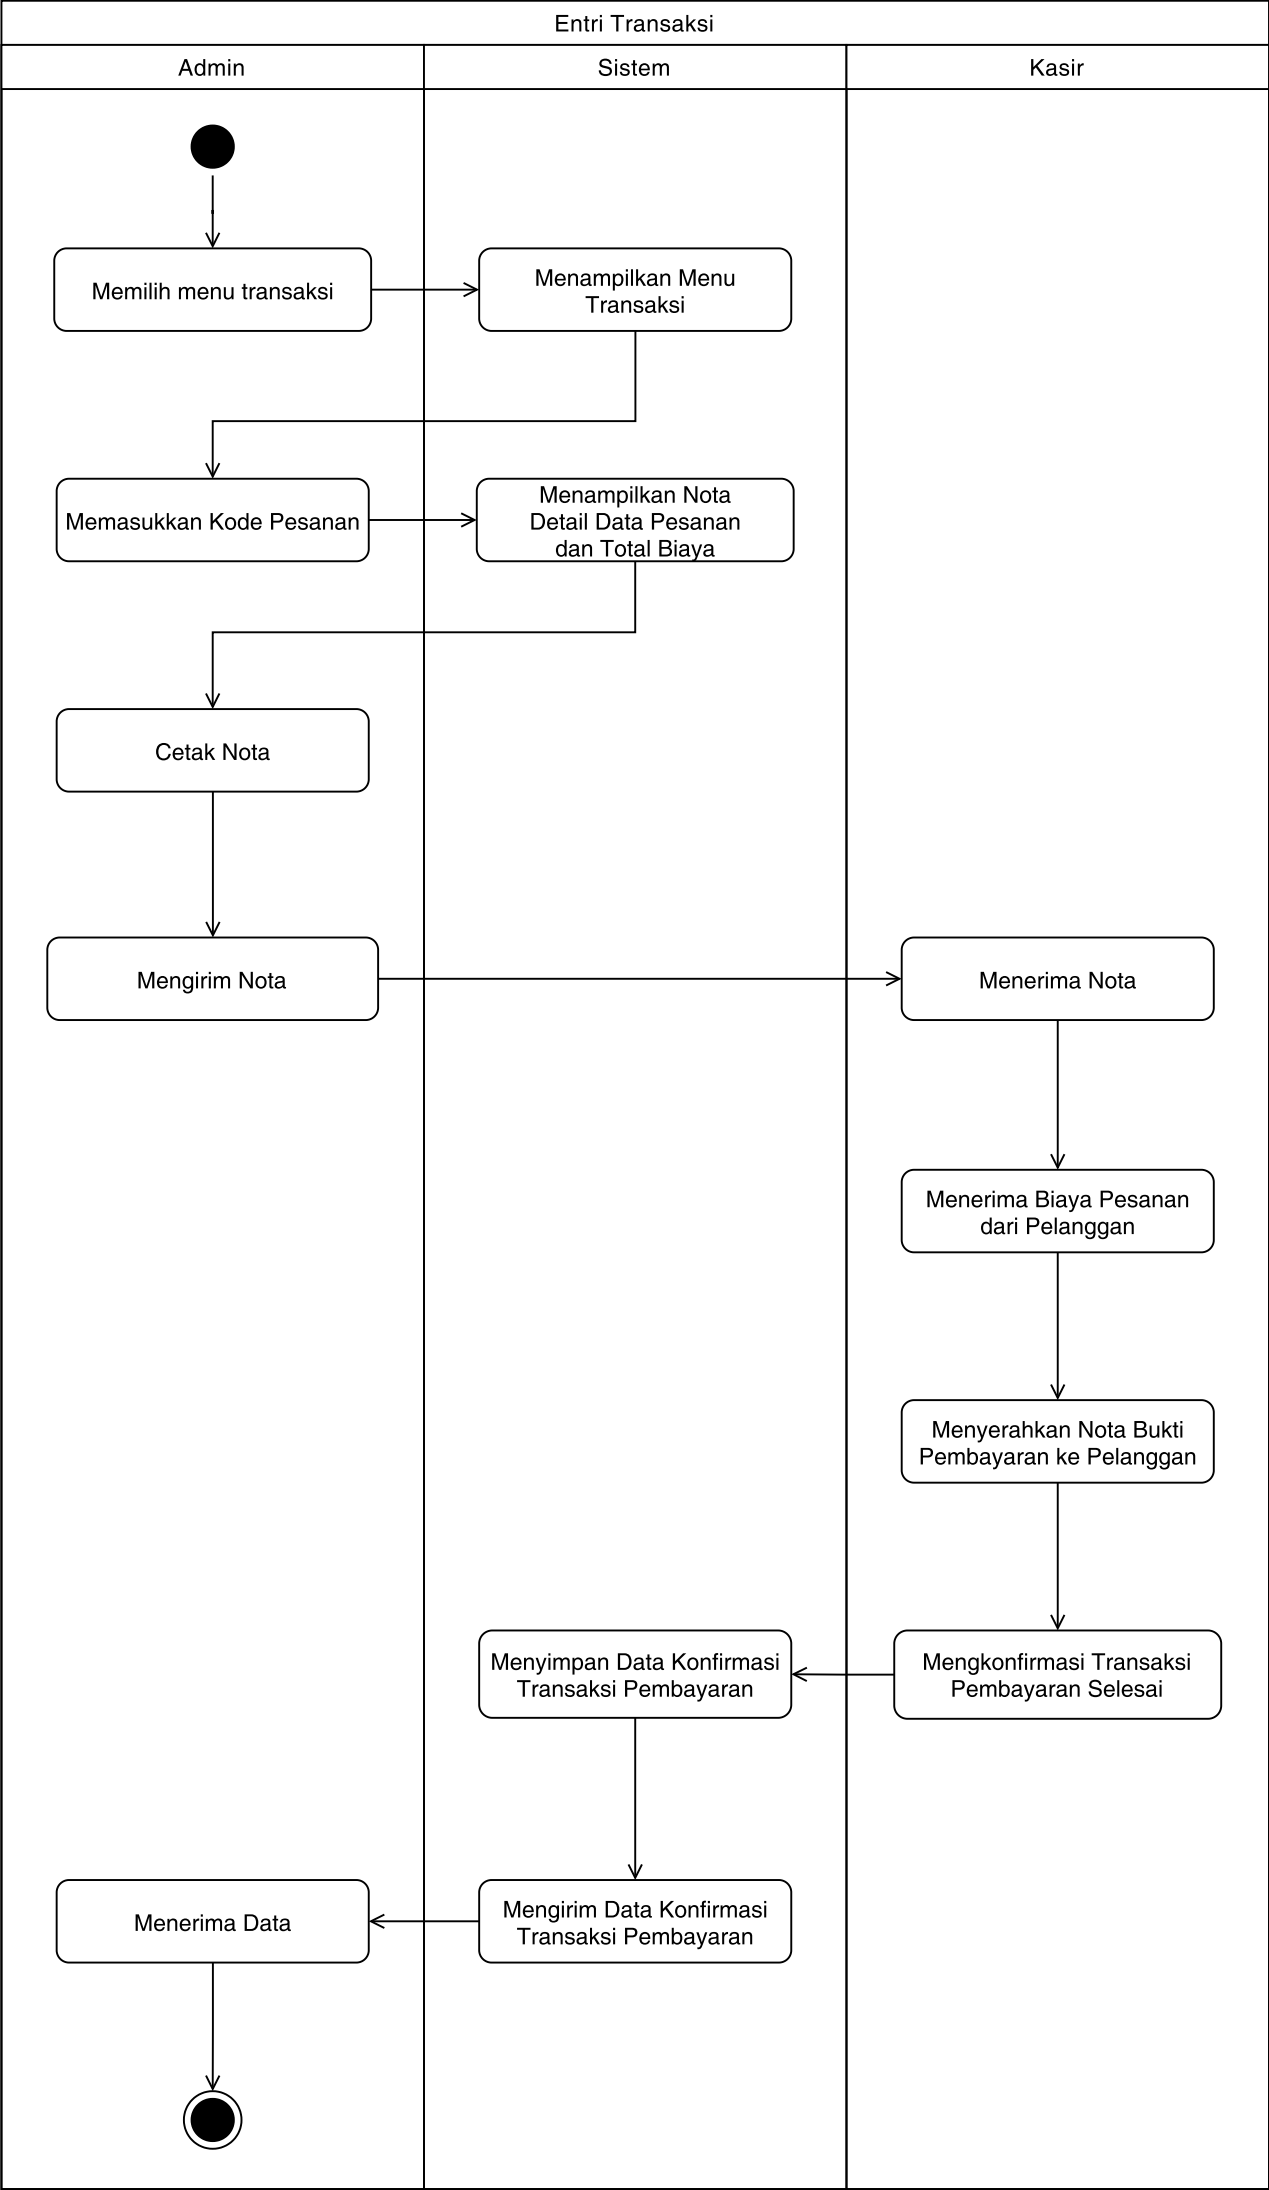 Entri Transaksi
Admin
Sistem
Kasir
Memilih menu transaksi
Menampilkan Menu
Transaksi
Memasukkan Kode Pesanan
Menampilkan Nota
Detail Data Pesanan
dan Total Biaya
Cetak Nota
Mengirim Nota
Menerima Nota
Menerima Biaya Pesanan
dari Pelanggan
Menyerahkan Nota Bukti
Pembayaran ke Pelanggan
Mengkonfirmasi Transaksi
Pembayaran Selesai
Menyimpan Data Konfirmasi
Transaksi Pembayaran
Mengirim Data Konfirmasi
Transaksi Pembayaran
Menerima Data